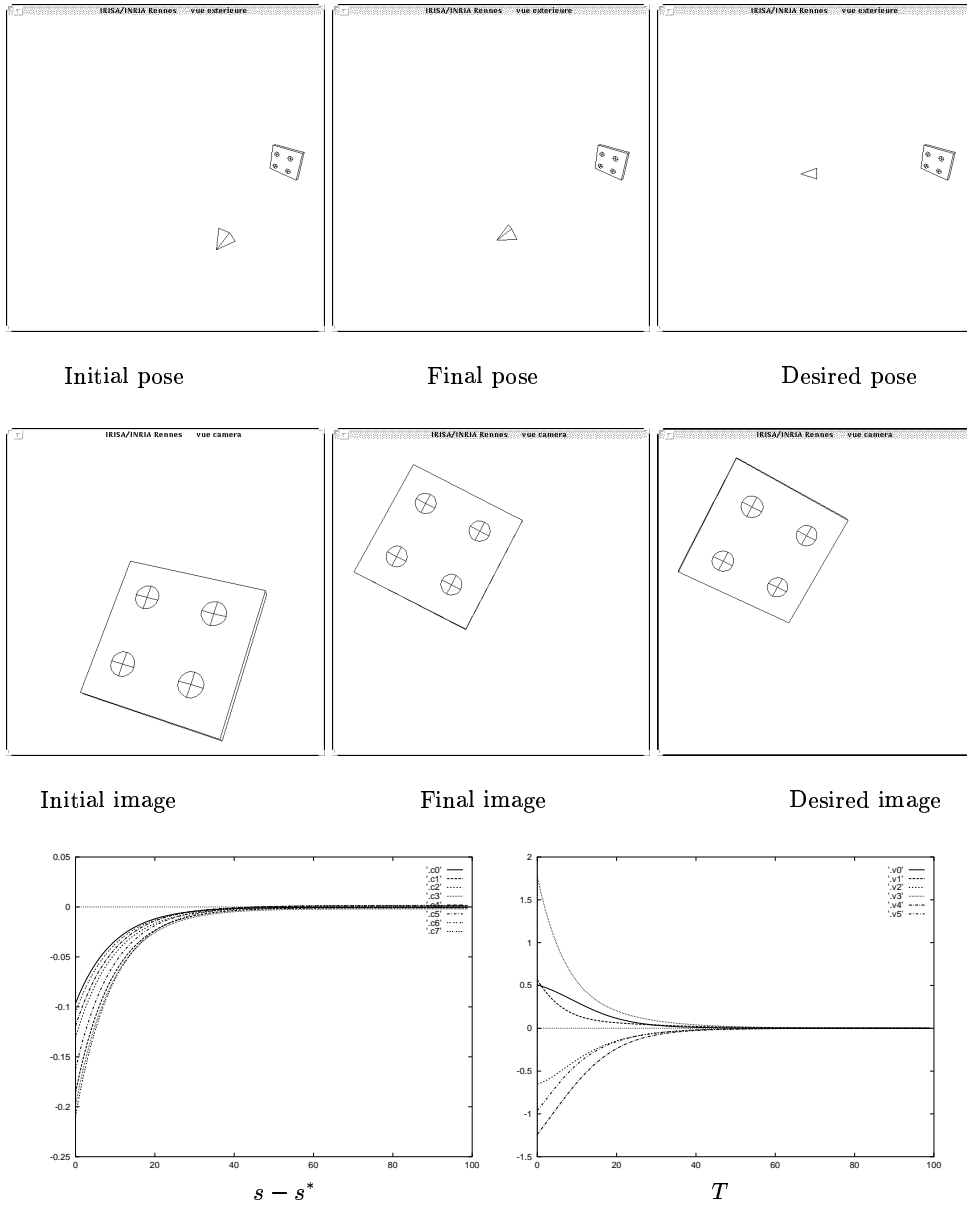 IRISA/INRIA Rennes vue exterieure
IRISA/INRIA Rennes vue exterieure
IRISA/INRIA Rennes vue exterieure
Initial pose
Final pose
Desired pose
IRISA/INRIA Rennes vue camera
IRISA/INRIA Rennes vue camera
IRISA/INRIA Rennes vue camera
Initial image
Final image
Desired image
0.05
0
-0.05
-0.1
-0.15
-0.2
-0.25
0 20 40 60 80 100
'.c0'
'.c1'
'.c2'
'.c3'
'.c4'
'.c5'
'.c6'
'.c7'
s − s*
2
1.5
1
0.5
0
-0.5
-1
-1.5
0 20 40 60 80 100
'.v0'
'.v1'
'.v2'
'.v3'
'.v4'
'.v5'
T